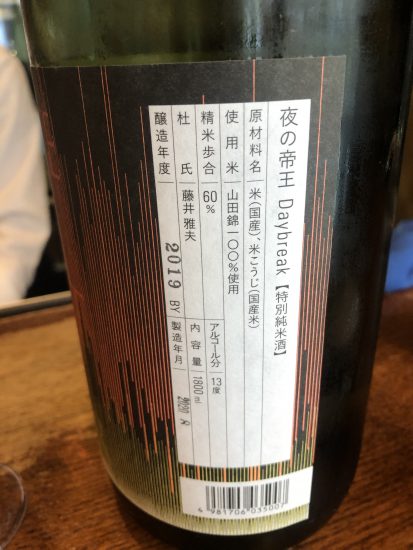 夜の帝王 Daybreak【特別純米酒】
原材料名 米(国産)、米こうじ(国産米)
使用米 山田錦一〇〇%使用
精米歩合 60% アルコール分 13度
杜氏 藤井雅夫 内容量 1800ml
醸造年度 2019 BY 製造年月
4 981706 035007